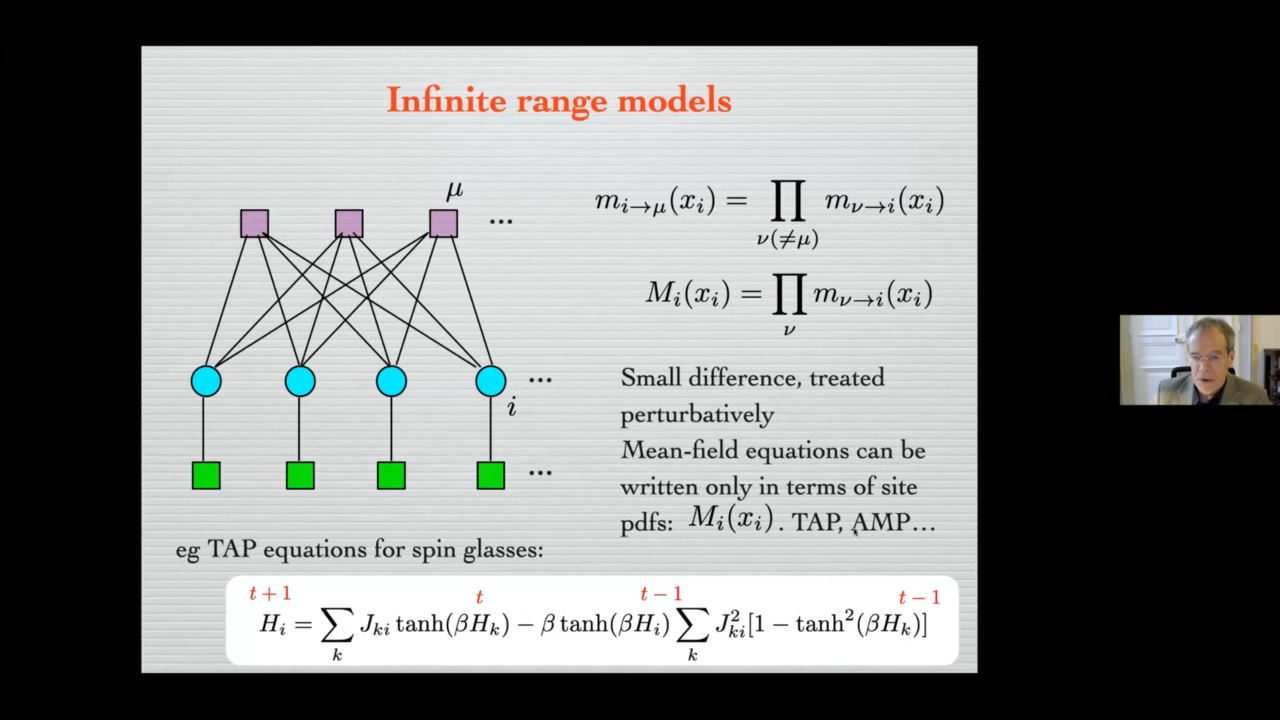 Infinite range models
μ
...
m_{i→μ}(x_i) = ∏_{ν(≠μ)} m_{ν→i}(x_i)
M_i(x_i) = ∏_ν m_{ν→i}(x_i)
...
i
...
Small difference, treated
perturbatively
Mean-field equations can be
written only in terms of site
pdfs: M_i(x_i). TAP, AMP...
eg TAP equations for spin glasses:
t + 1 t t − 1 t − 1
H_i = ∑_k J_{ki} tanh(βH_k) − β tanh(βH_i) ∑_k J_{ki}^2 [1 − tanh^2(βH_k)]